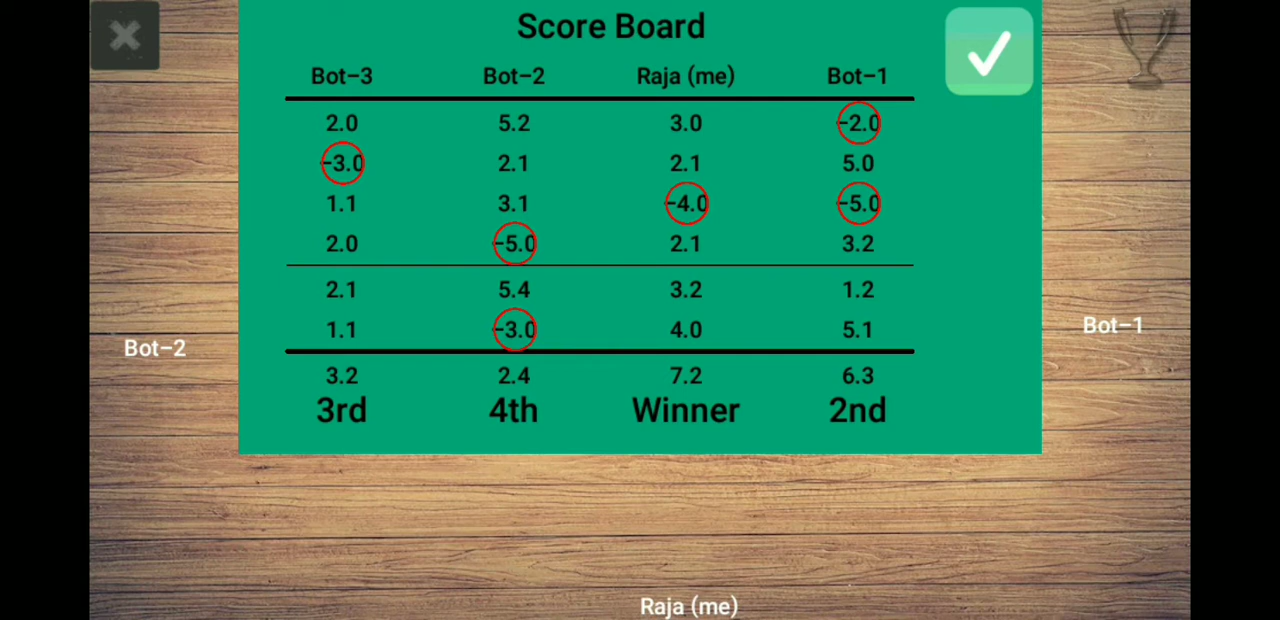 Score Board
Bot-3 Bot-2 Raja (me) Bot-1
2.0 5.2 3.0 -2.0
-3.0 2.1 2.1 5.0
1.1 3.1 -4.0 -5.0
2.0 -5.0 2.1 3.2
2.1 5.4 3.2 1.2
1.1 -3.0 4.0 5.1
3.2 2.4 7.2 6.3
3rd 4th Winner 2nd
Bot-2
Bot-1
Raja (me)